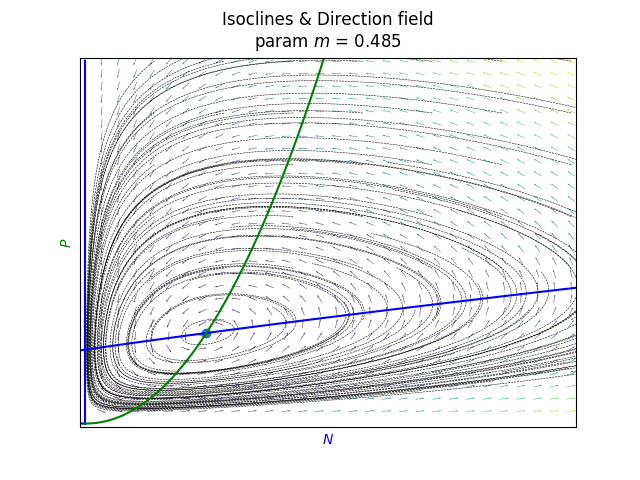 Isoclines & Direction field
param m = 0.485
P
N